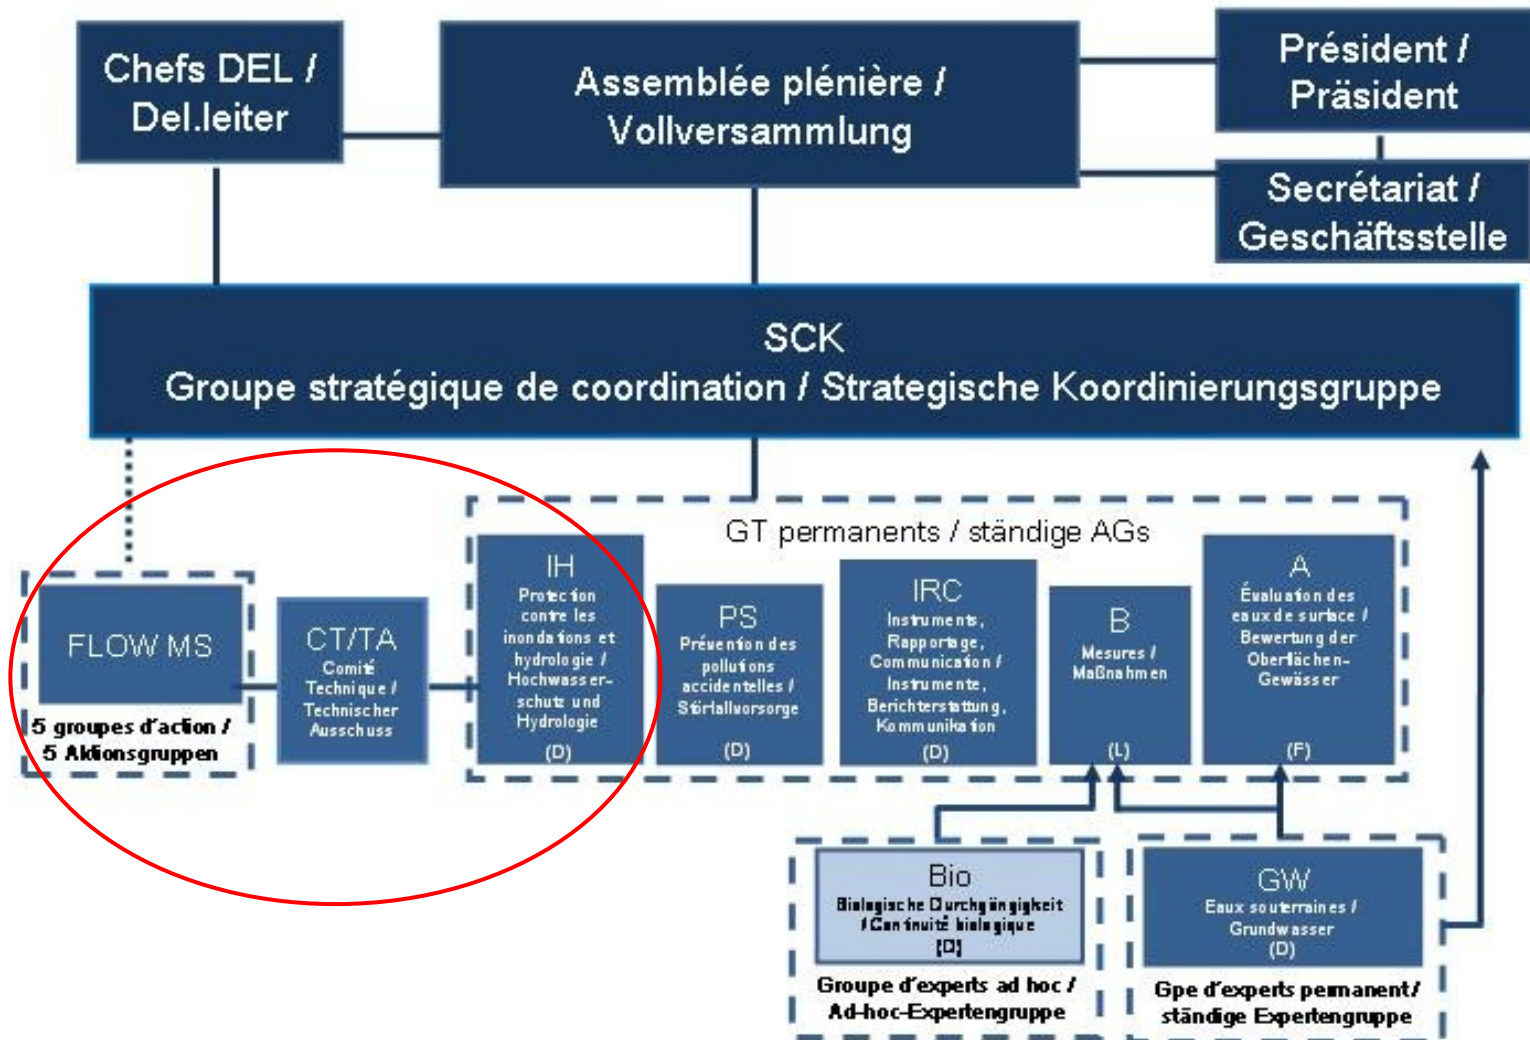 Chefs DEL /
Del.leiter
Assemblée plénière /
Vollversammlung
Président /
Präsident
Secrétariat /
Geschäftsstelle
SCK
Groupe stratégique de coordination / Strategische Koordinierungsgruppe
GT permanents / ständige AGs
FLOW MS
5 groupes d'action /
5 Aktionsgruppen
CT/TA
Comité
Technique /
Technischer
Ausschuss
IH
Protection
contre les
inondations et
hydrologie /
Hochwasser-
schutz und
Hydrologie
(D)
PS
Prévention des
pollutions
accidentelles /
Störfallvorsorge
(D)
IRC
Instruments,
Rapportage,
Communication /
Instrumente,
Berichterstattung,
Kommunikation
(D)
B
Mesures /
Maßnahmen
(L)
A
Évaluation des
eaux de surface /
Bewertung der
Oberflächen-
Gewässer
(F)
Bio
Biologische Durchgängigkeit
/ Continuité biologique
(D)
Groupe d'experts ad hoc /
Ad-hoc-Expertengruppe
GW
Eaux souterraines /
Grundwasser
(D)
Gpe d'experts permanent /
ständige Expertengruppe